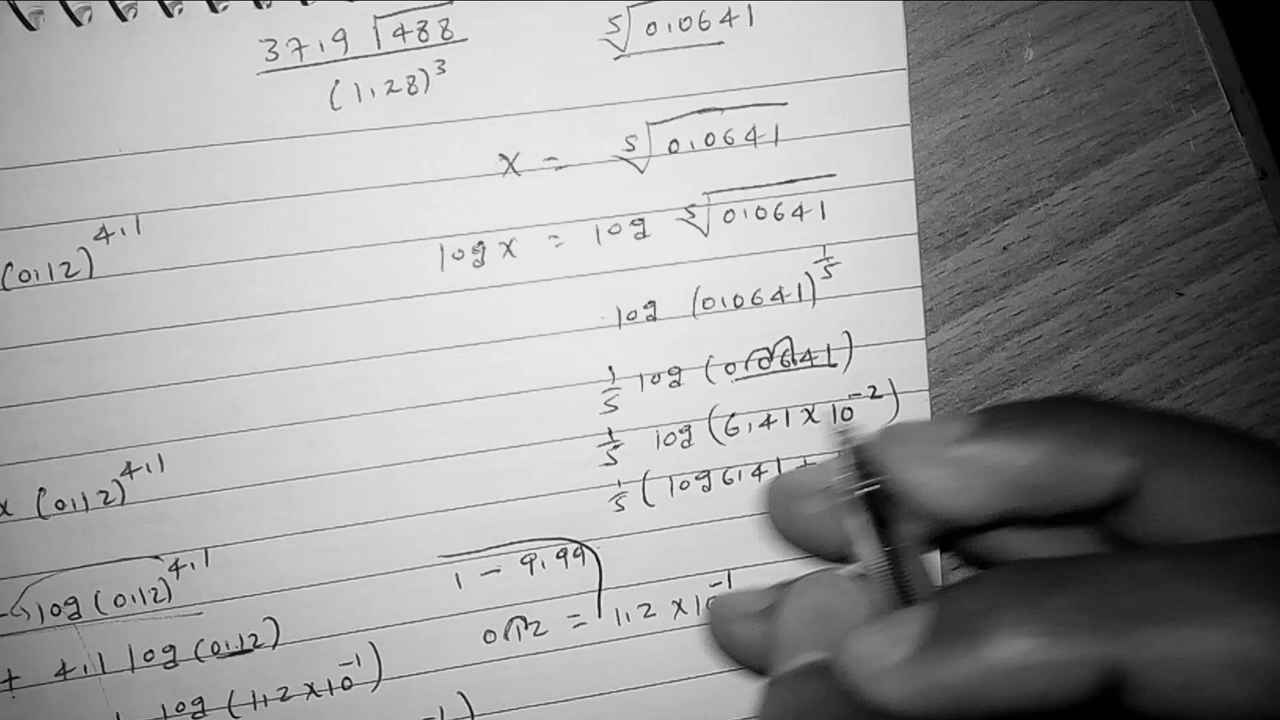 37.9 √488
(1.28)³
⁵√0.0641
x = ⁵√0.0641
log x = log ⁵√0.0641
log (0.0641)^1/5
1/5 log (0.0641)
1/5 log (6.41 x 10⁻²)
1/5 (log 6.41 +
(0.12)^4.1
x (0.12)^4.1
log (0.12)^4.1
+ 4.1 log (0.12)
log (1.2 x 10⁻¹)
1 – 9.99
0.12 = 1.2 x 10⁻¹